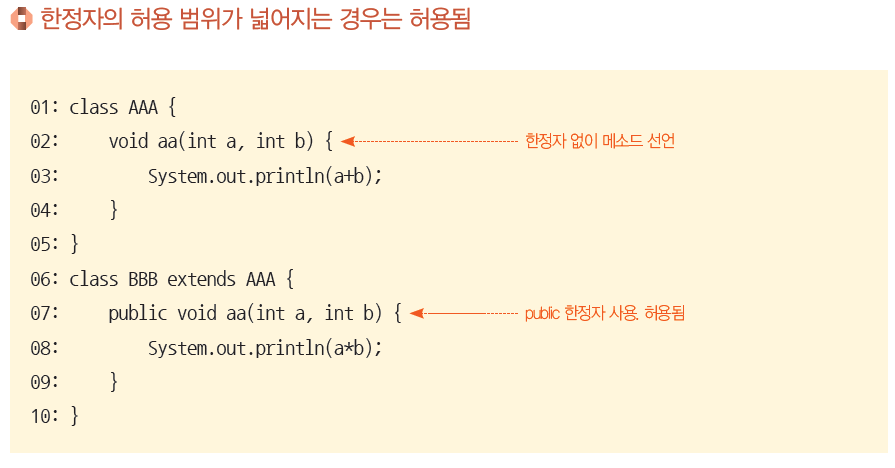 한정자의 허용 범위가 넓어지는 경우는 허용됨
01: class AAA {
02:     void aa(int a, int b) { 한정자 없이 메소드 선언
03:         System.out.println(a+b);
04:     }
05: }
06: class BBB extends AAA {
07:     public void aa(int a, int b) { public 한정자 사용. 허용됨
08:         System.out.println(a*b);
09:     }
10: }